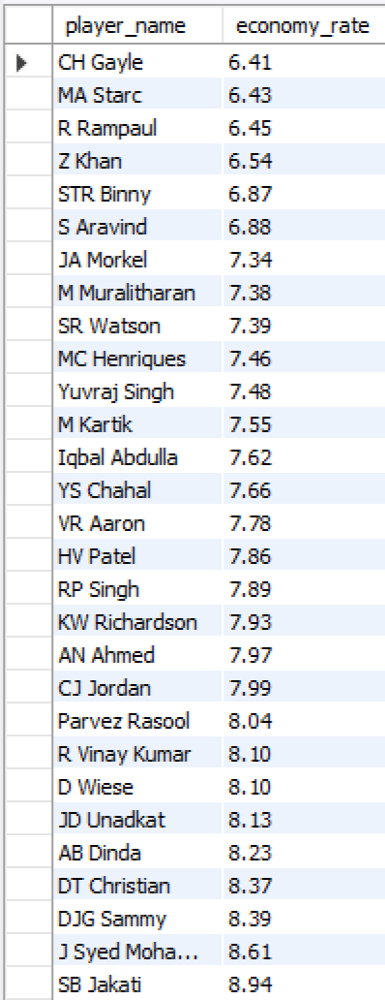 player_name economy_rate
CH Gayle 6.41
MA Starc 6.43
R Rampaul 6.45
Z Khan 6.54
STR Binny 6.87
S Aravind 6.88
JA Morkel 7.34
M Muralitharan 7.38
SR Watson 7.39
MC Henriques 7.46
Yuvraj Singh 7.48
M Kartik 7.55
Iqbal Abdulla 7.62
YS Chahal 7.66
VR Aaron 7.78
HV Patel 7.86
RP Singh 7.89
KW Richardson 7.93
AN Ahmed 7.97
CJ Jordan 7.99
Parvez Rasool 8.04
R Vinay Kumar 8.10
D Wiese 8.10
JD Unadkat 8.13
AB Dinda 8.23
DT Christian 8.37
DJG Sammy 8.39
J Syed Moha... 8.61
SB Jakati 8.94